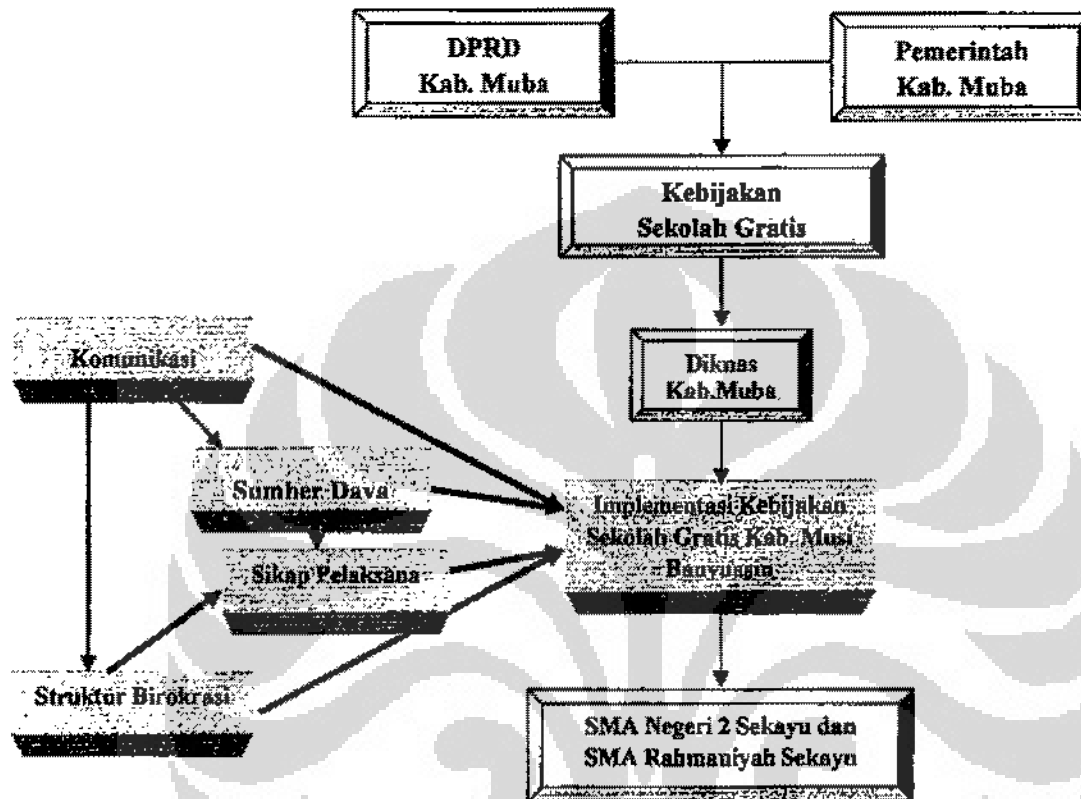 DPRD
Kab. Muba
Pemerintah
Kab. Muba
Kebijakan
Sekolah Gratis
Diknas
Kab.Muba
Komunikasi
Sumber Daya
Sikap Pelaksana
Struktur Birokrasi
Implementasi Kebijakan
Sekolah Gratis Kab. Musi
Banyuasin
SMA Negeri 2 Sekayu dan
SMA Rahmaniyah Sekayu